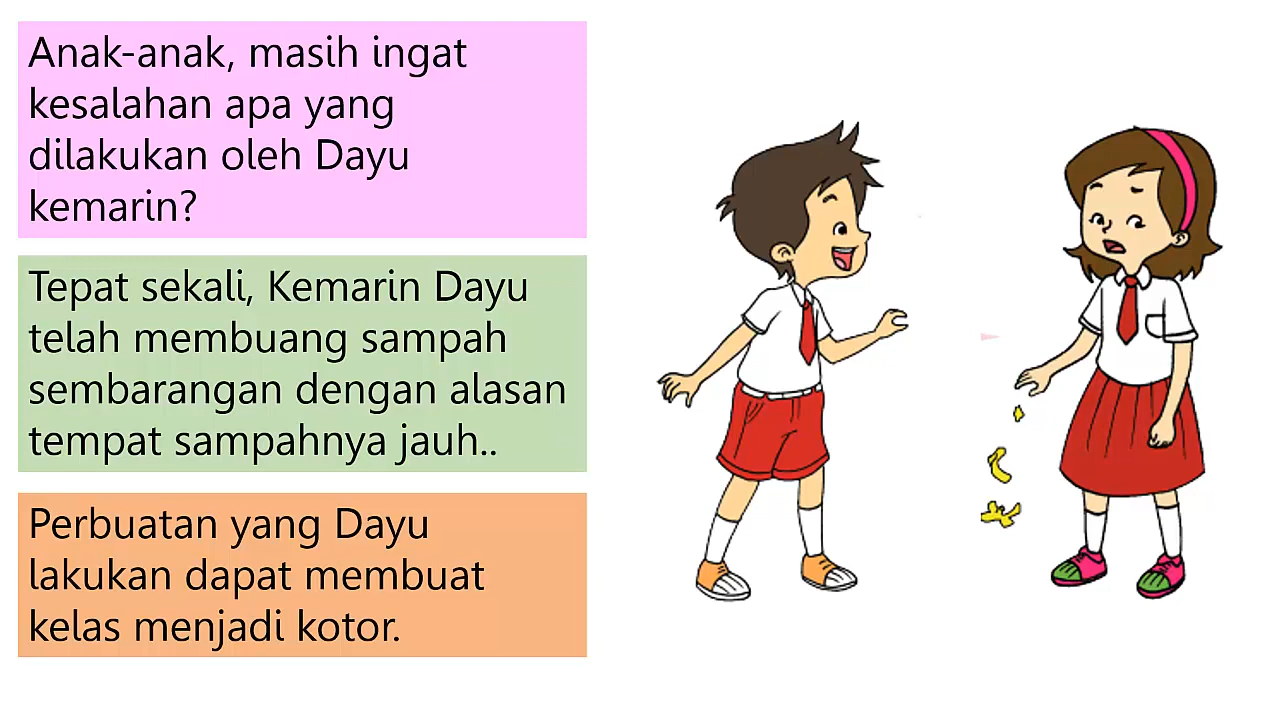 Anak-anak, masih ingat
kesalahan apa yang
dilakukan oleh Dayu
kemarin?
Tepat sekali, Kemarin Dayu
telah membuang sampah
sembarangan dengan alasan
tempat sampahnya jauh..
Perbuatan yang Dayu
lakukan dapat membuat
kelas menjadi kotor.